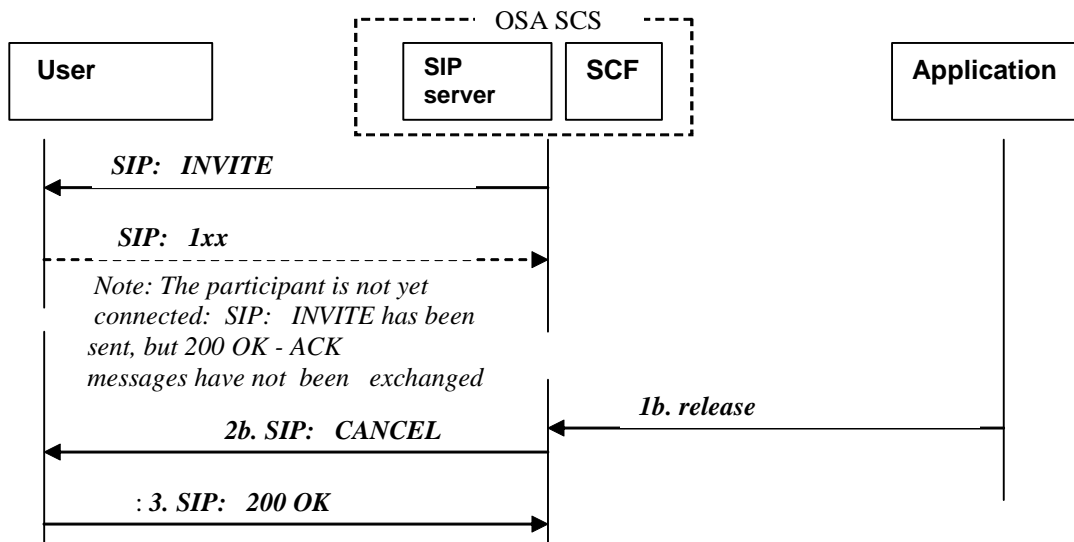 OSA SCS
User
SIP
server
SCF
Application
SIP: INVITE
SIP: 1xx
Note: The participant is not yet
connected: SIP: INVITE has been
sent, but 200 OK - ACK
messages have not been exchanged
1b. release
2b. SIP: CANCEL
: 3. SIP: 200 OK